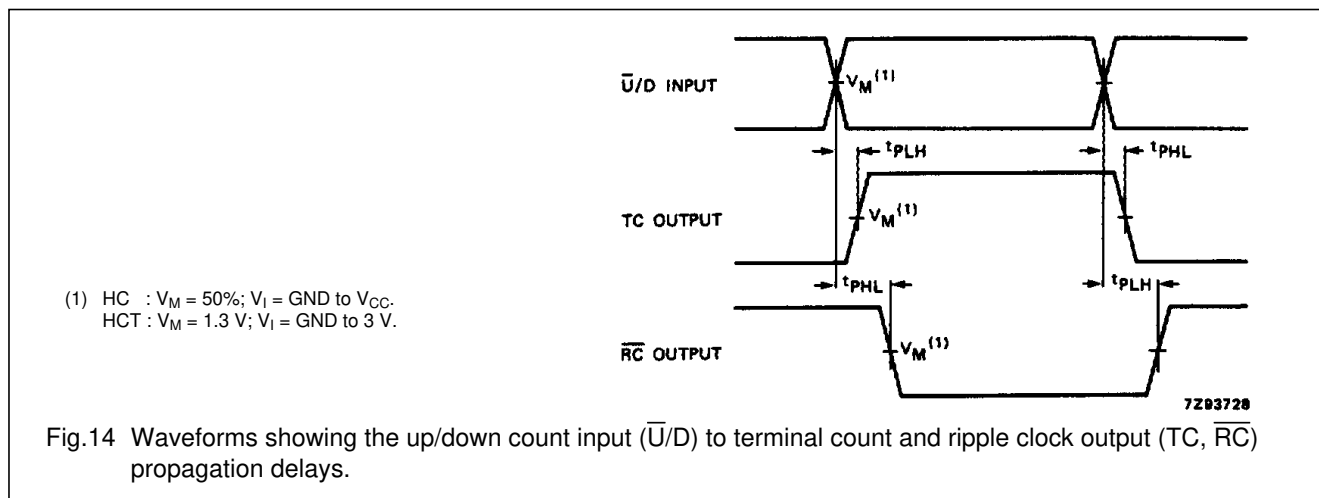 U̅/D INPUT
V_M^(1)
t_PLH
t_PHL
TC OUTPUT
V_M^(1)
t_PHL
t_PLH
(1) HC : V_M = 50%; V_I = GND to V_CC.
HCT : V_M = 1.3 V; V_I = GND to 3 V.
R̅C̅ OUTPUT
V_M^(1)
7Z93728
Fig.14 Waveforms showing the up/down count input (U̅/D) to terminal count and ripple clock output (TC, R̅C̅)
propagation delays.